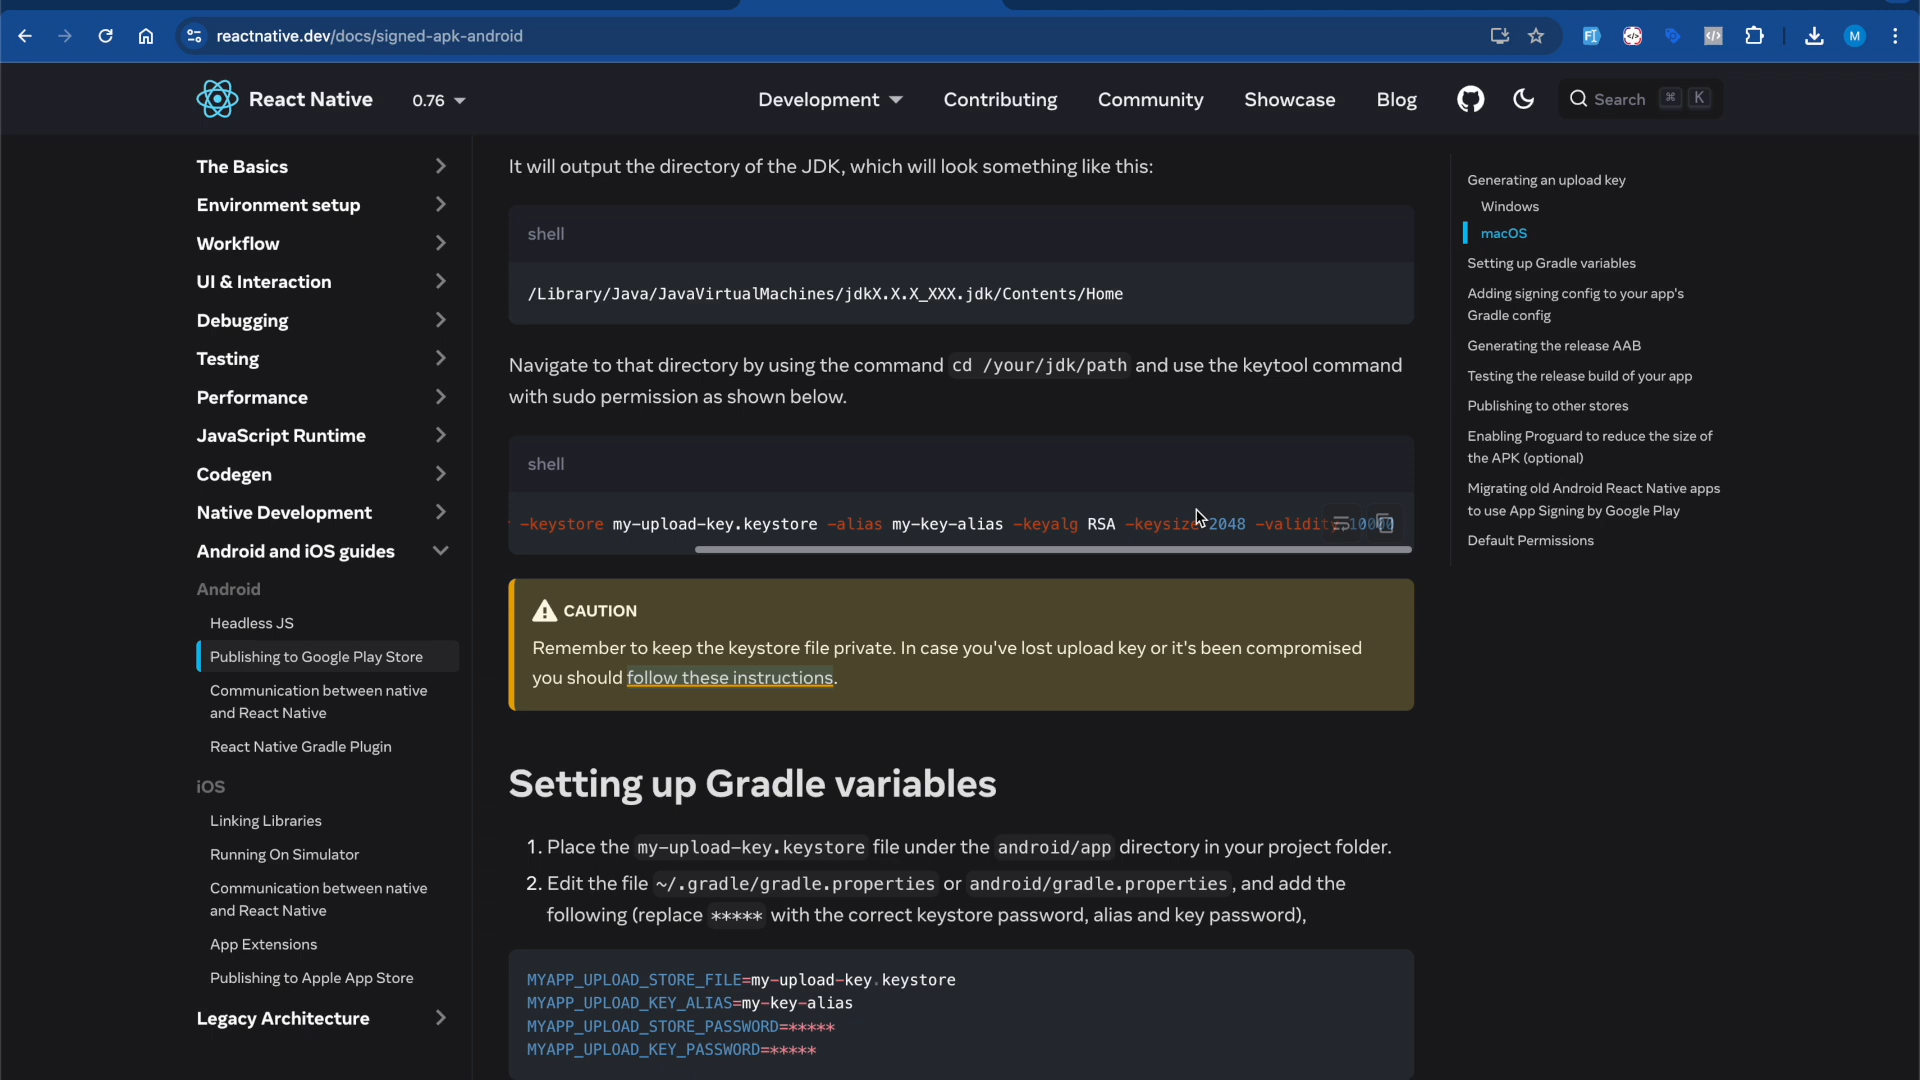 reactnative.dev/docs/signed-apk-android
M
React Native
0.76
Development
Contributing
Community
Showcase
Blog
Search
⌘ K
The Basics
Environment setup
Workflow
UI & Interaction
Debugging
Testing
Performance
JavaScript Runtime
Codegen
Native Development
Android and iOS guides
Android
Headless JS
Publishing to Google Play Store
Communication between native
and React Native
React Native Gradle Plugin
iOS
Linking Libraries
Running On Simulator
Communication between native
and React Native
App Extensions
Publishing to Apple App Store
Legacy Architecture
It will output the directory of the JDK, which will look something like this:
shell
/Library/Java/JavaVirtualMachines/jdkX.X.X_XXX.jdk/Contents/Home
Navigate to that directory by using the command cd /your/jdk/path and use the keytool command
with sudo permission as shown below.
shell
-keystore my-upload-key.keystore -alias my-key-alias -keyalg RSA -keysize 2048 -validity 10000
CAUTION
Remember to keep the keystore file private. In case you've lost upload key or it's been compromised
you should follow these instructions.
Setting up Gradle variables
1. Place the my-upload-key.keystore file under the android/app directory in your project folder.
2. Edit the file ~/.gradle/gradle.properties or android/gradle.properties, and add the
following (replace ***** with the correct keystore password, alias and key password),
MYAPP_UPLOAD_STORE_FILE=my-upload-key.keystore
MYAPP_UPLOAD_KEY_ALIAS=my-key-alias
MYAPP_UPLOAD_STORE_PASSWORD=*****
MYAPP_UPLOAD_KEY_PASSWORD=*****
Generating an upload key
Windows
macOS
Setting up Gradle variables
Adding signing config to your app's
Gradle config
Generating the release AAB
Testing the release build of your app
Publishing to other stores
Enabling Proguard to reduce the size of
the APK (optional)
Migrating old Android React Native apps
to use App Signing by Google Play
Default Permissions